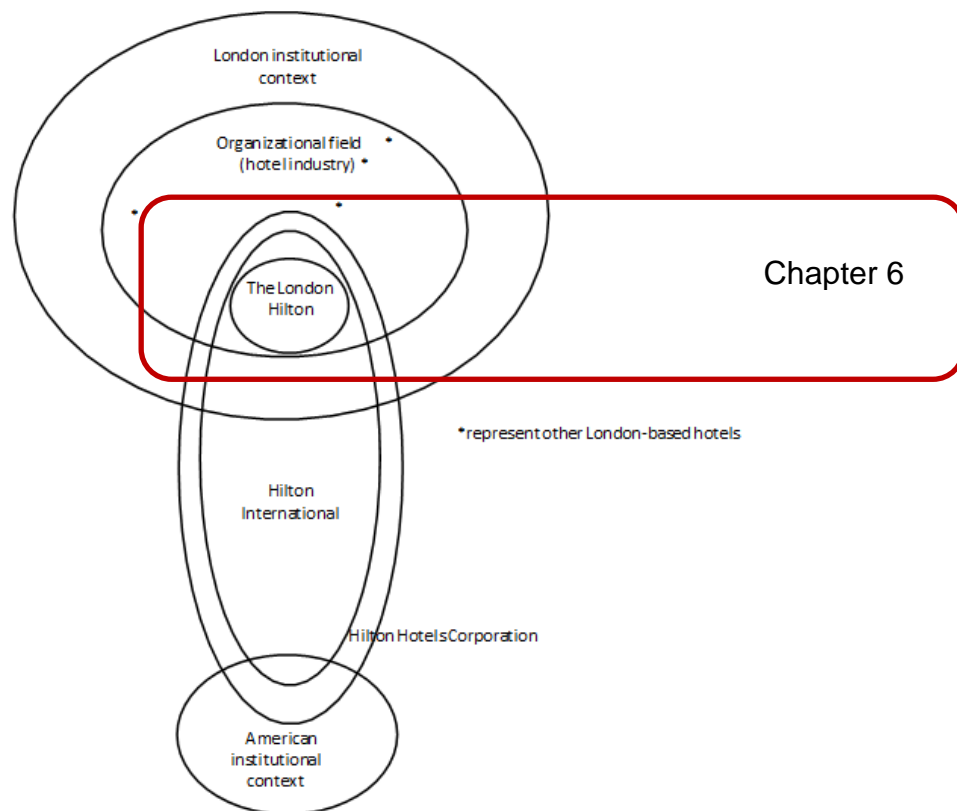 London institutional
context
Organizational field *
(hotel industry) *
*
*
Chapter 6
The London
Hilton
*represent other London-based hotels
Hilton
International
Hilton Hotels Corporation
American
institutional
context